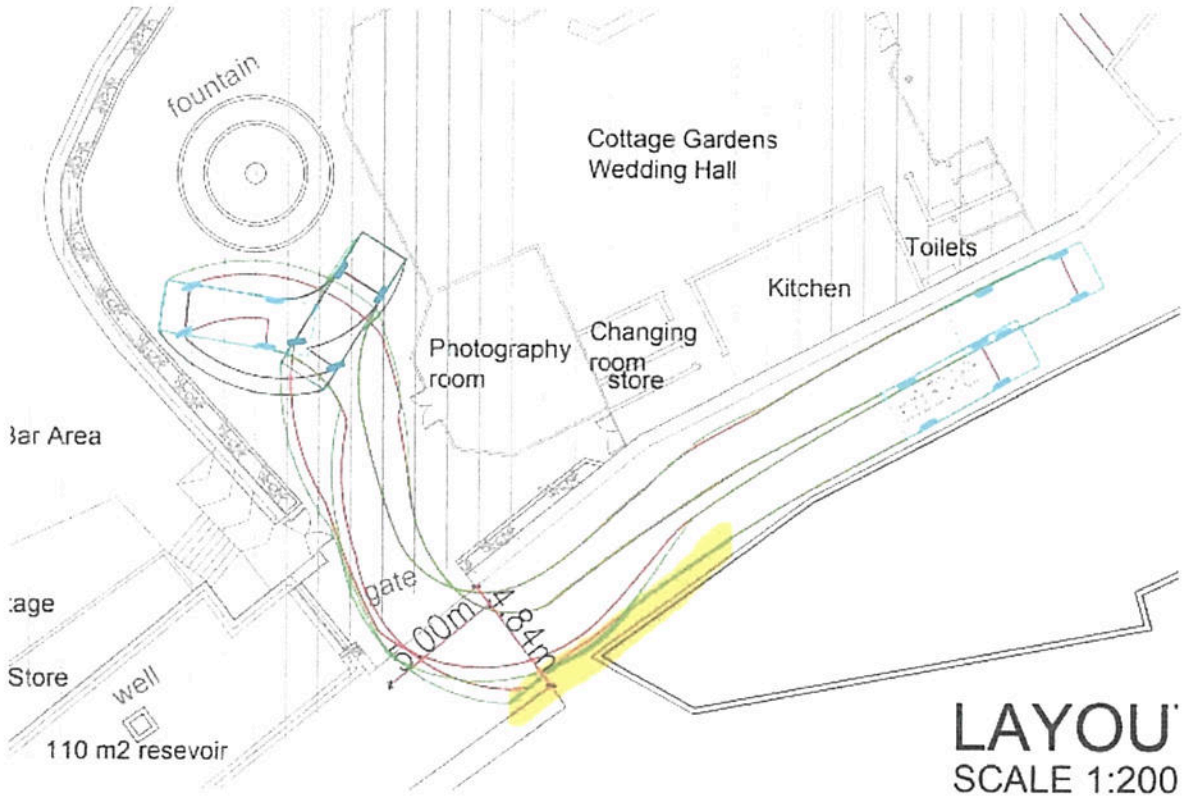 fountain
Cottage Gardens
Wedding Hall
Toilets
Kitchen
Photography
room
Changing
room
store
Bar Area
gate
5.00m
4.84m
tage
Store
well
110 m2 resevoir
LAYOU
SCALE 1:200